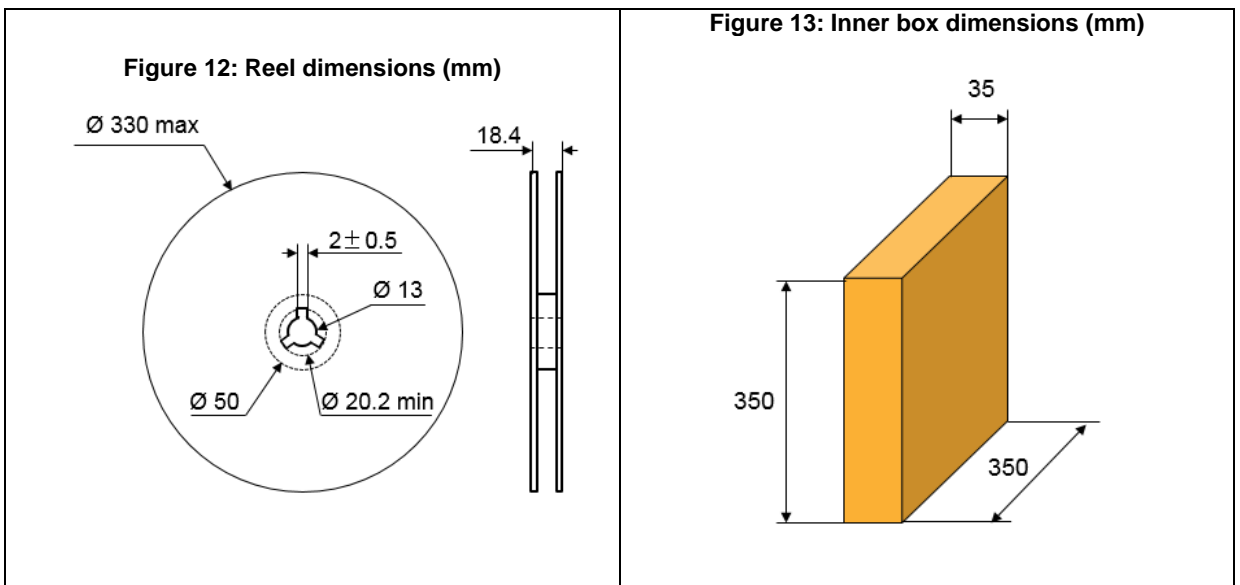 Figure 12: Reel dimensions (mm)
Ø 330 max
18.4
2± 0.5
Ø 13
Ø 50
Ø 20.2 min
Figure 13: Inner box dimensions (mm)
35
350
350